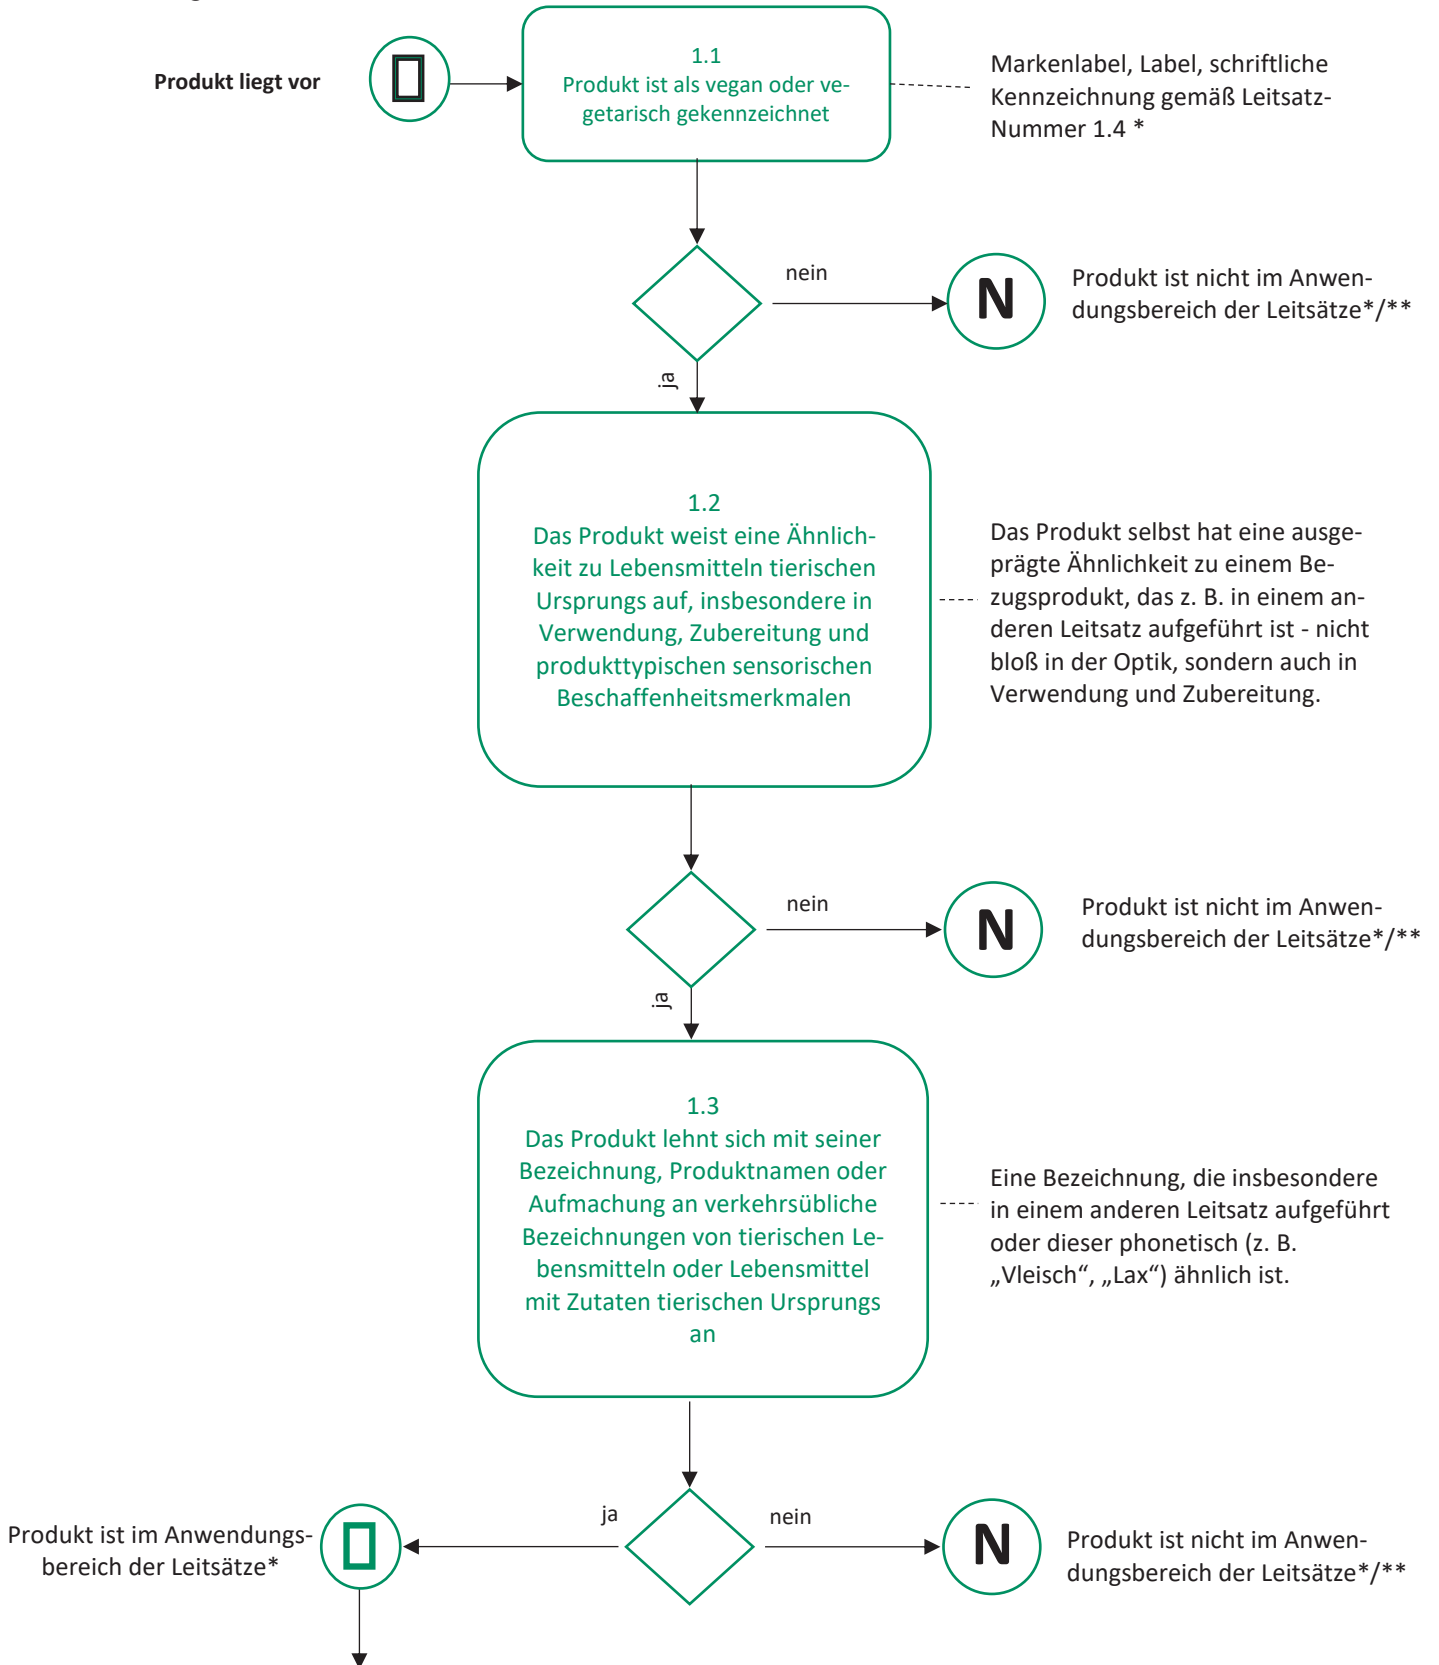 Produkt liegt vor
1.1
Produkt ist als vegan oder ve-
getarisch gekennzeichnet
Markenlabel, Label, schriftliche
Kennzeichnung gemäß Leitsatz-
Nummer 1.4 *
nein
N
Produkt ist nicht im Anwen-
dungsbereich der Leitsätze*/**
ja
1.2
Das Produkt weist eine Ähnlich-
keit zu Lebensmitteln tierischen
Ursprungs auf, insbesondere in
Verwendung, Zubereitung und
produkttypischen sensorischen
Beschaffenheitsmerkmalen
Das Produkt selbst hat eine ausge-
prägte Ähnlichkeit zu einem Be-
zugsprodukt, das z. B. in einem an-
deren Leitsatz aufgeführt ist - nicht
bloß in der Optik, sondern auch in
Verwendung und Zubereitung.
nein
N
Produkt ist nicht im Anwen-
dungsbereich der Leitsätze*/**
ja
1.3
Das Produkt lehnt sich mit seiner
Bezeichnung, Produktnamen oder
Aufmachung an verkehrsübliche
Bezeichnungen von tierischen Le-
bensmitteln oder Lebensmittel
mit Zutaten tierischen Ursprungs
an
Eine Bezeichnung, die insbesondere
in einem anderen Leitsatz aufgeführt
oder dieser phonetisch (z. B.
„Vleisch“, „Lax“) ähnlich ist.
Produkt ist im Anwendungs-
bereich der Leitsätze*
ja
nein
N
Produkt ist nicht im Anwen-
dungsbereich der Leitsätze*/**